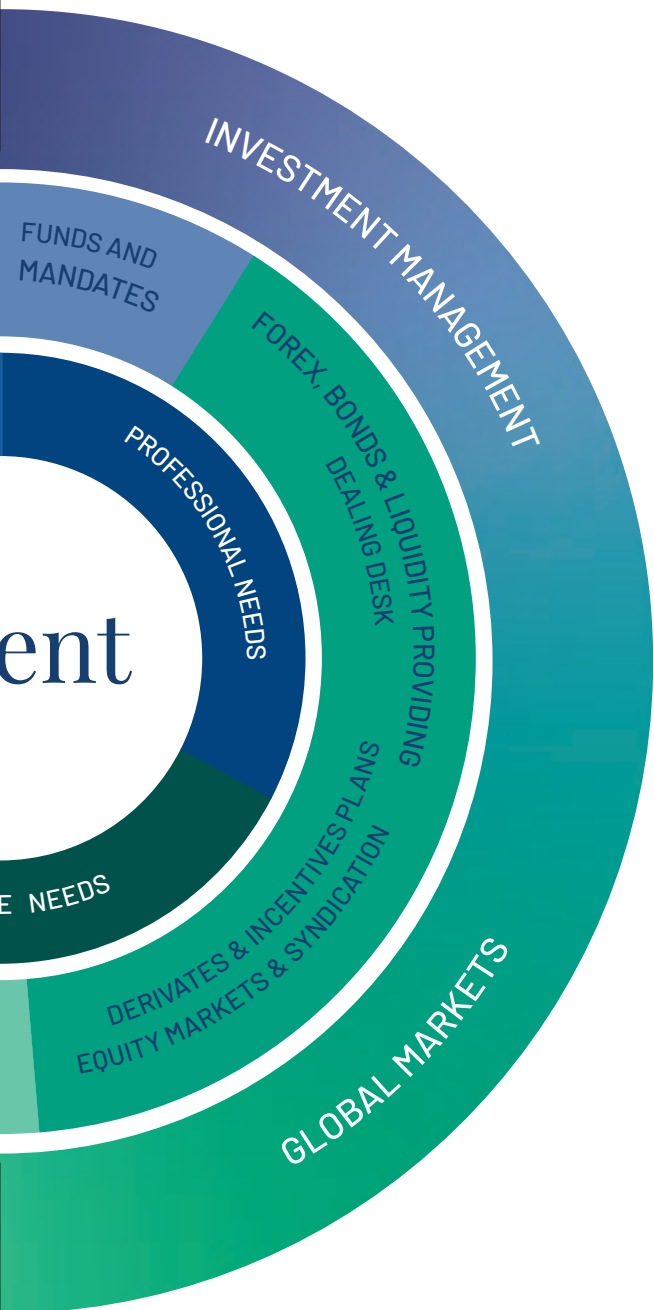 INVESTMENT MANAGEMENT
FUNDS AND
MANDATES
FOREX, BONDS & LIQUIDITY PROVIDING
DEALING DESK
PROFESSIONAL NEEDS
ent
E NEEDS
DERIVATES & INCENTIVES PLANS
EQUITY MARKETS & SYNDICATION
GLOBAL MARKETS